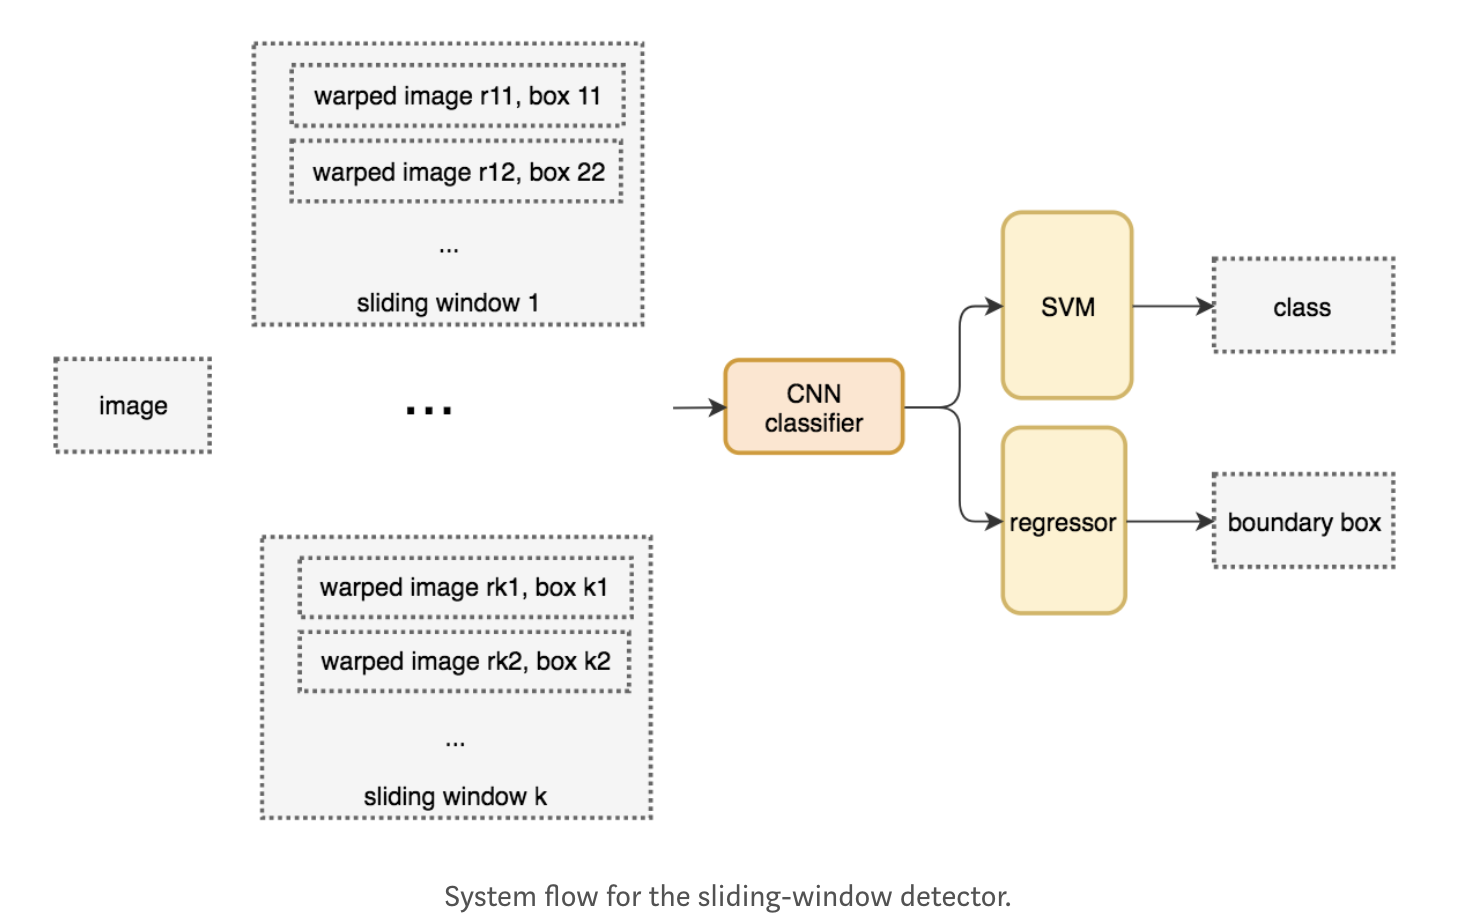 warped image r11, box 11
warped image r12, box 22
...
sliding window 1
image
...
warped image rk1, box k1
warped image rk2, box k2
...
sliding window k
CNN
classifier
SVM
class
regressor
boundary box
System flow for the sliding-window detector.